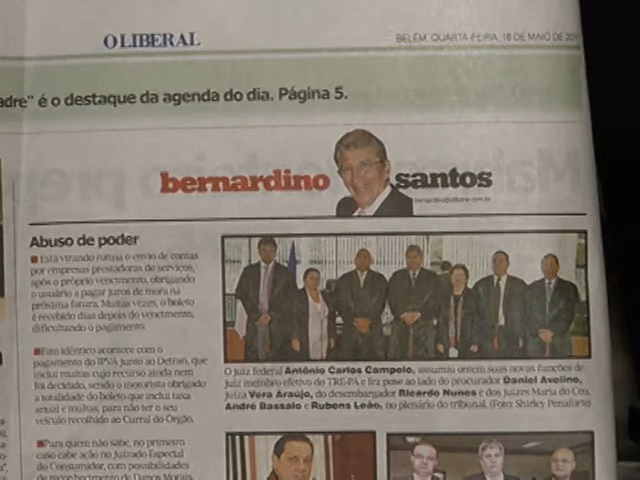 O LIBERAL
BELÉM, QUARTA-FEIRA, 18 DE MAIO DE
adre" é o destaque da agenda do dia. Página 5.
bernardino santos
Abuso de poder
Está virando rotina o envio de contas
por empresas prestadoras de serviços,
após o próprio vencimento, obrigando
o usuário a pagar juros de mora na
próxima fatura. Muitas vezes, o boleto
é recebido dias depois do vencimento,
dificultando o pagamento.
Fato idêntico acontece com o
pagamento do IPVA junto ao Detran, que
inclui multas cujo recurso ainda nem
foi decidido, sendo o motorista obrigado
a totalidade do boleto que inclui taxa
anual e multas, para não ter o seu
veículo recolhido ao Curral do Órgão.
Para quem não sabe, no primeiro
caso cabe ação no Juizado Especial
do Consumidor, com possibilidades
de reconhecimento de Danos Morais
O juiz federal Antônio Carlos Campelo, assumiu ontem suas novas funções de
juiz membro efetivo do TRE-PA e fez pose ao lado do procurador Daniel Avelino,
juíza Vera Araújo, do desembargador Ricardo Nunes e dos juízes Maria do Ceo,
André Bassalo e Rubens Leão, no plenário do tribunal. (Foto: Shirley Penaforte)